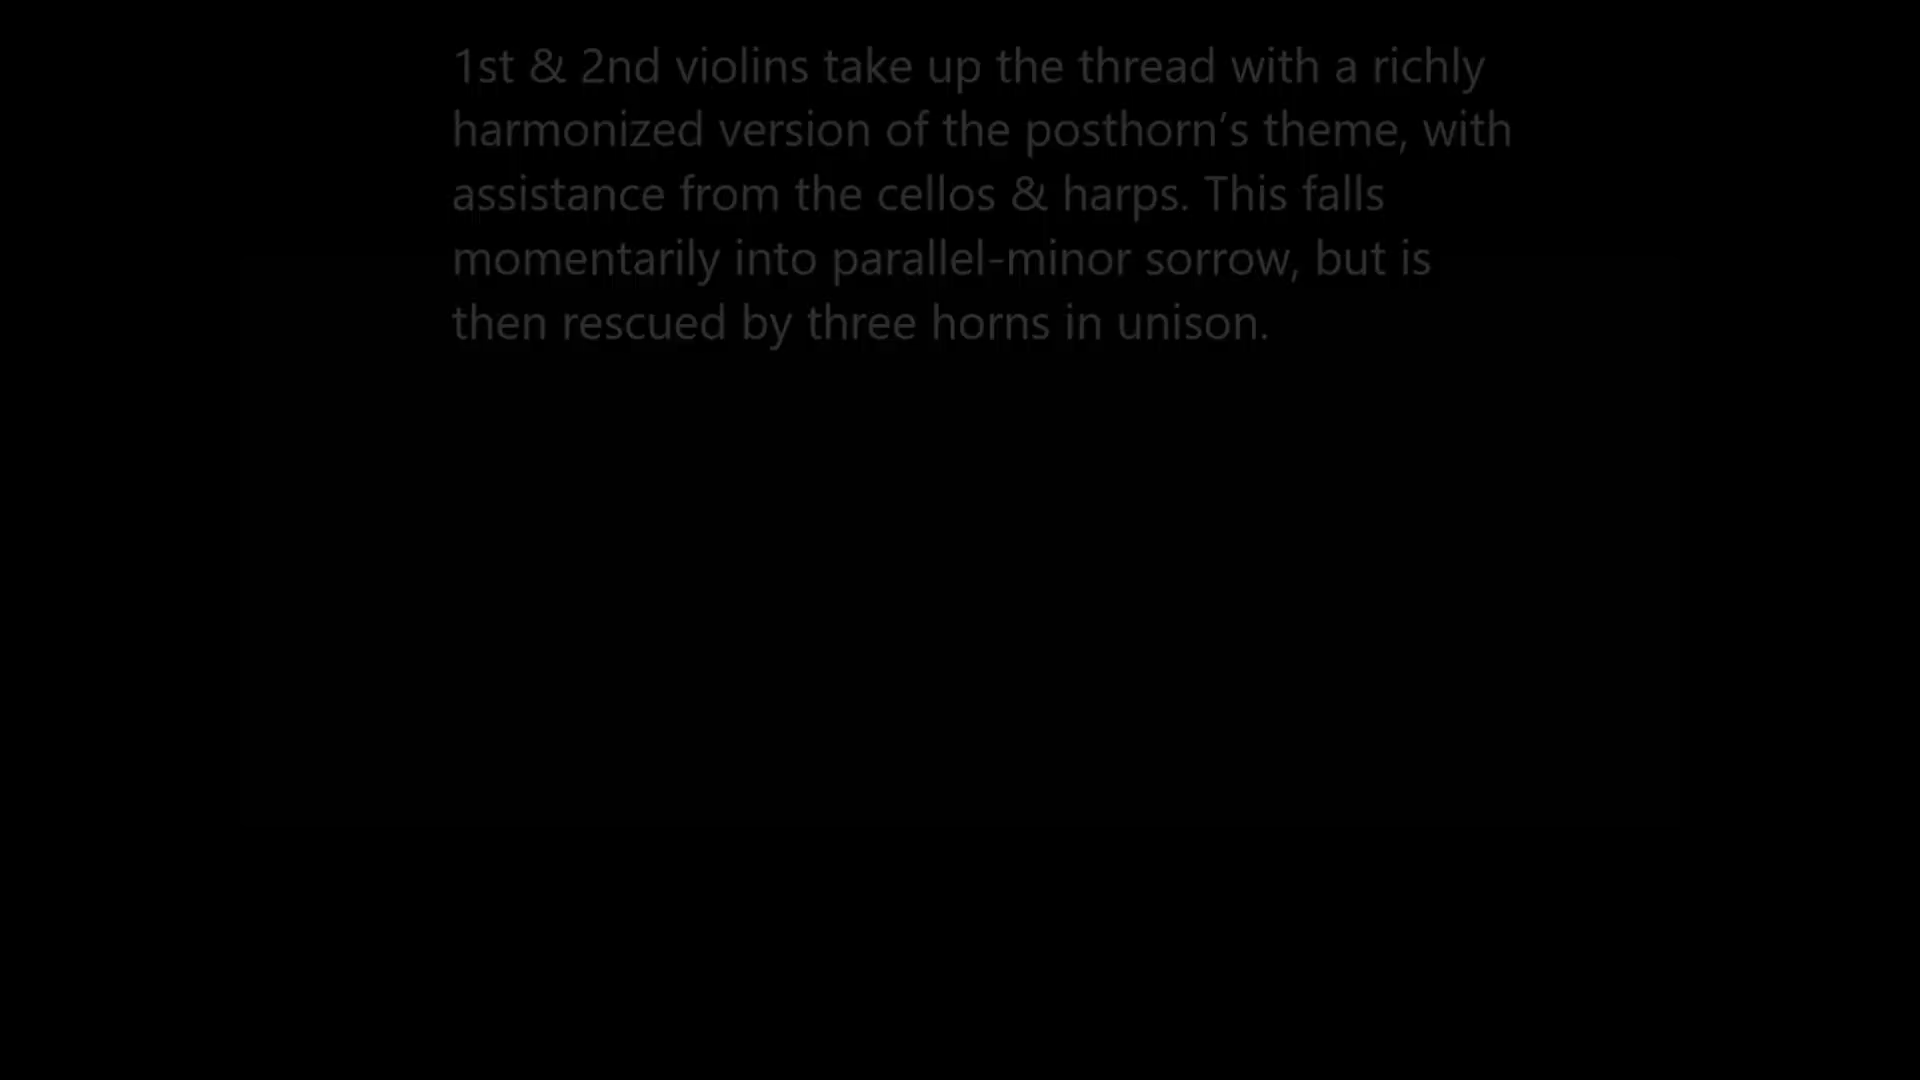 1st & 2nd violins take up the thread with a richly
harmonized version of the posthorn’s theme, with
assistance from the cellos & harps. This falls
momentarily into parallel-minor sorrow, but is
then rescued by three horns in unison.